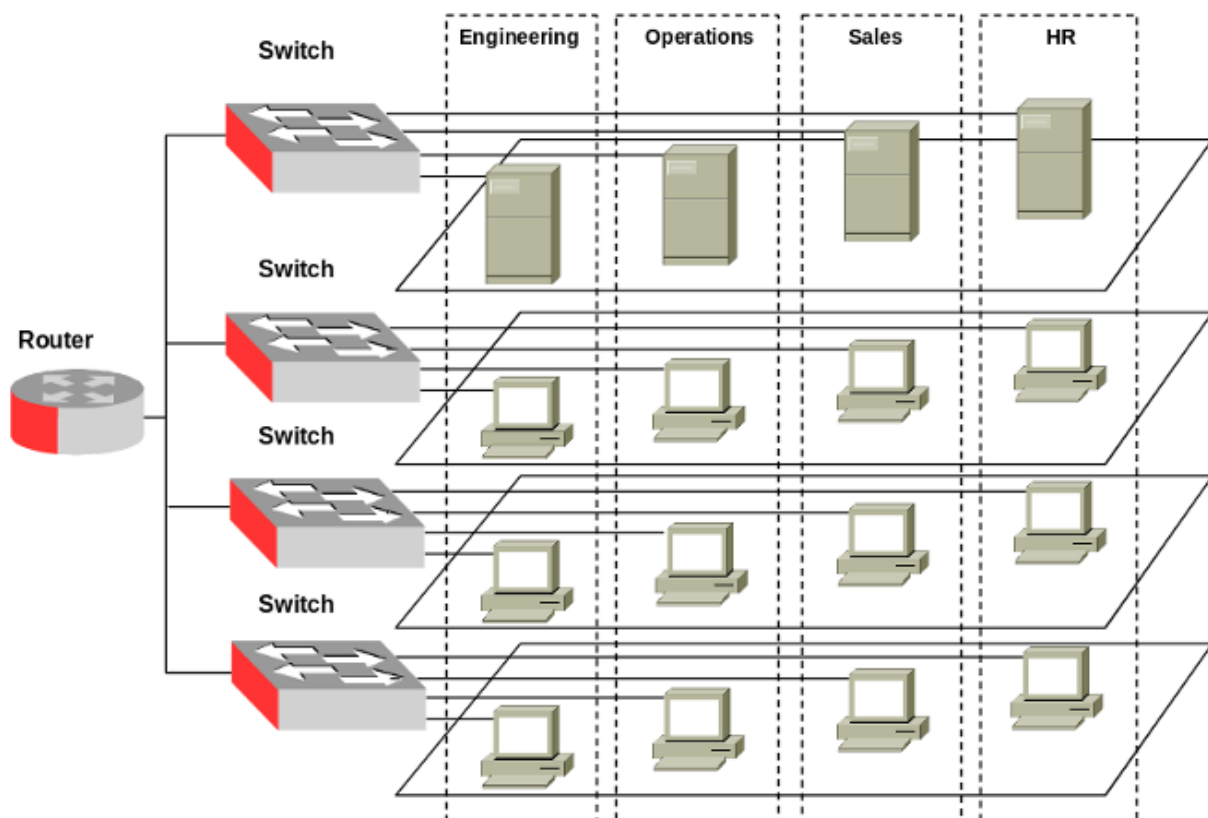 Switch
Engineering
Operations
Sales
HR
Switch
Router
Switch
Switch